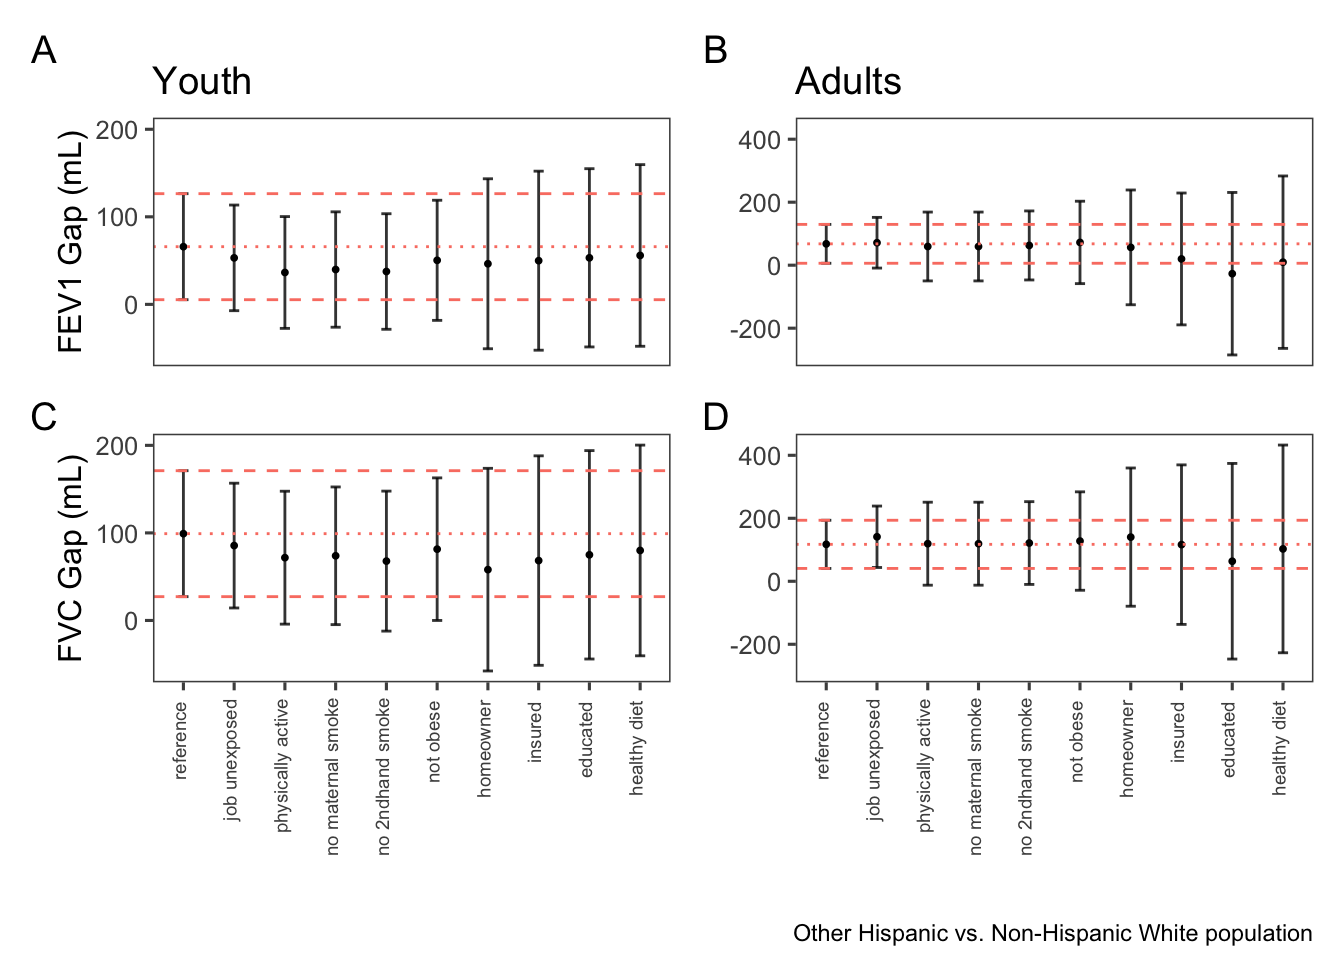 A
Youth
FEV1 Gap (mL)
200
100
0
B
Adults
400
200
0
-200
C
FVC Gap (mL)
200
100
0
reference
job unexposed
physically active
no maternal smoke
no 2ndhand smoke
not obese
homeowner
insured
educated
healthy diet
D
400
200
0
-200
reference
job unexposed
physically active
no maternal smoke
no 2ndhand smoke
not obese
homeowner
insured
educated
healthy diet
Other Hispanic vs. Non-Hispanic White population